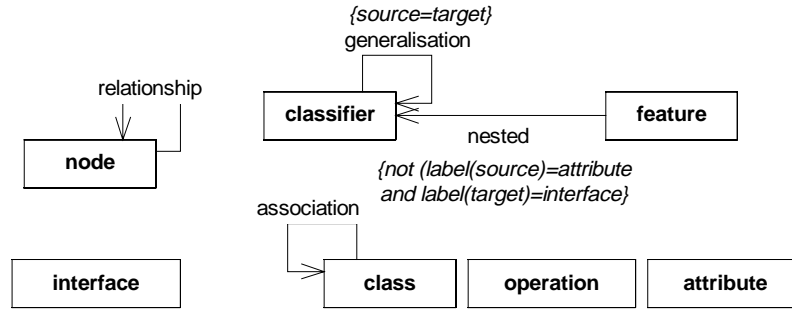 {source=target}
generalisation
relationship
classifier
feature
nested
node
{not (label(source)=attribute
and label(target)=interface}
association
interface
class
operation
attribute